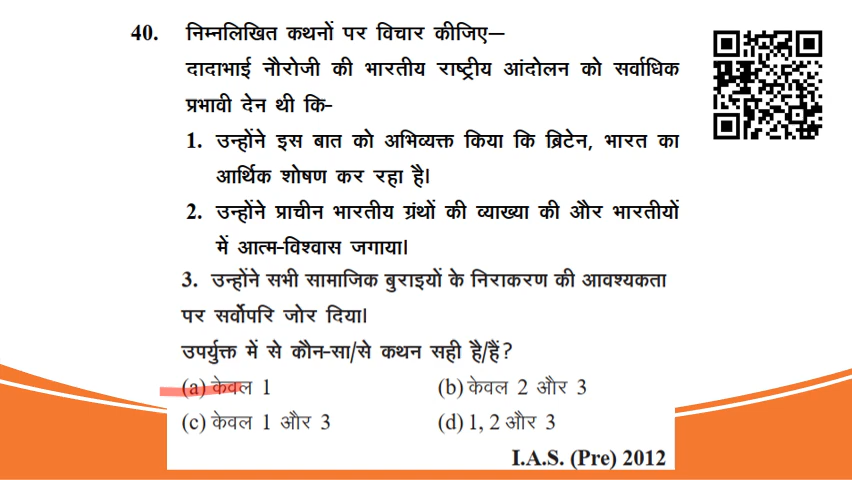 40. निम्नलिखित कथनों पर विचार कीजिए—
दादाभाई नौरोजी की भारतीय राष्ट्रीय आंदोलन को सर्वाधिक
प्रभावी देन थी कि-
1. उन्होंने इस बात को अभिव्यक्त किया कि ब्रिटेन, भारत का
आर्थिक शोषण कर रहा है।
2. उन्होंने प्राचीन भारतीय ग्रंथों की व्याख्या की और भारतीयों
में आत्म-विश्वास जगाया।
3. उन्होंने सभी सामाजिक बुराइयों के निराकरण की आवश्यकता
पर सर्वोपरि जोर दिया।
उपर्युक्त में से कौन-सा/से कथन सही है/हैं?
(a) केवल 1 (b) केवल 2 और 3
(c) केवल 1 और 3 (d) 1, 2 और 3
I.A.S. (Pre) 2012